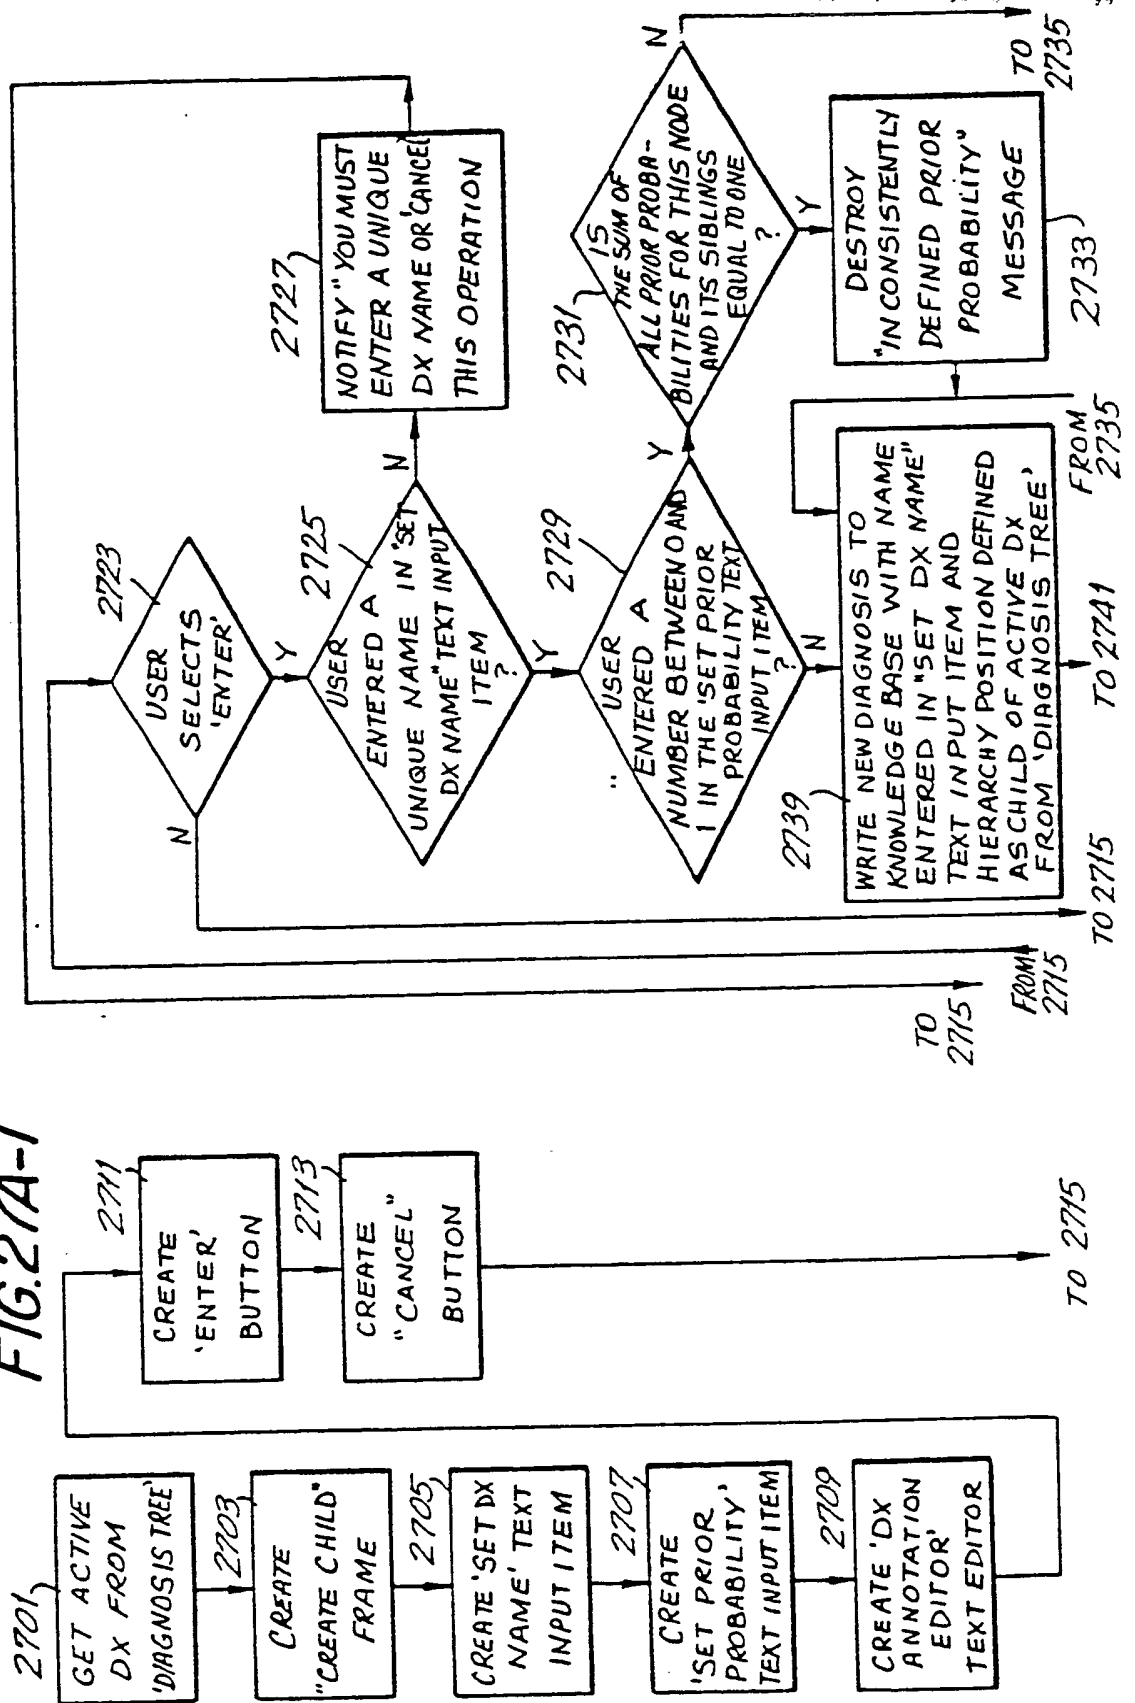 FIG. 27A-1
2701
GET ACTIVE
DX FROM
'DIAGNOSIS TREE'
2703
CREATE
"CREATE CHILD"
FRAME
2705
CREATE 'SET DX
NAME' TEXT
INPUT ITEM
2707
CREATE
'SET PRIOR
PROBABILITY'
TEXT INPUT ITEM
2709
CREATE 'DX
ANNOTATION
EDITOR'
TEXT EDITOR
2711
CREATE
'ENTER'
BUTTON
2713
CREATE
"CANCEL"
BUTTON
TO 2715
TO
2715
FROM
2715
TO 2715
2723
USER
SELECTS
'ENTER'
N
Y
2725
USER
ENTERED A
UNIQUE NAME IN 'SET
DX NAME" TEXT INPUT
ITEM
?
N
Y
2727
NOTIFY "YOU MUST
ENTER A UNIQUE
DX NAME OR 'CANCEL'
THIS OPERATION
2729
USER
ENTERED A
NUMBER BETWEEN 0 AND
1 IN THE 'SET PRIOR
PROBABILITY TEXT
INPUT ITEM
?
Y
N
2731
IS
THE SUM OF
ALL PRIOR PROBA-
BILITIES FOR THIS NODE
AND ITS SIBLINGS
EQUAL TO ONE
?
N
Y
TO
2735
DESTROY
"INCONSISTENTLY
DEFINED PRIOR
PROBABILITY"
MESSAGE
2733
2739
WRITE NEW DIAGNOSIS TO
KNOWLEDGE BASE WITH NAME
ENTERED IN "SET DX NAME"
TEXT INPUT ITEM AND
HIERARCHY POSITION DEFINED
AS CHILD OF ACTIVE DX
FROM 'DIAGNOSIS TREE'
FROM
2735
TO 2741